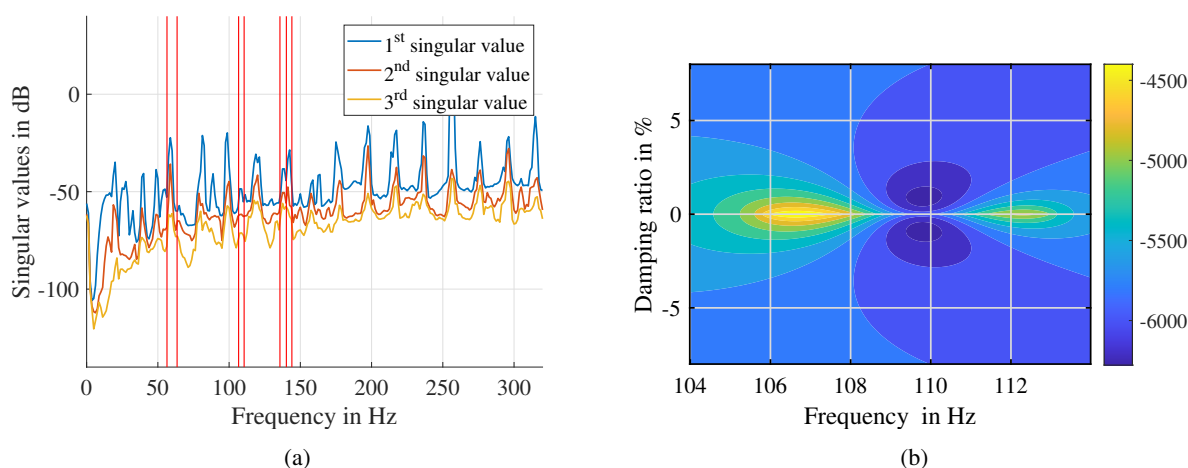 1st singular value
2nd singular value
3rd singular value
Singular values in dB
0
-50
-100
0 50 100 150 200 250 300
Frequency in Hz
(a)
Damping ratio in %
5
0
-5
104 106 108 110 112
Frequency in Hz
-4500
-5000
-5500
-6000
(b)